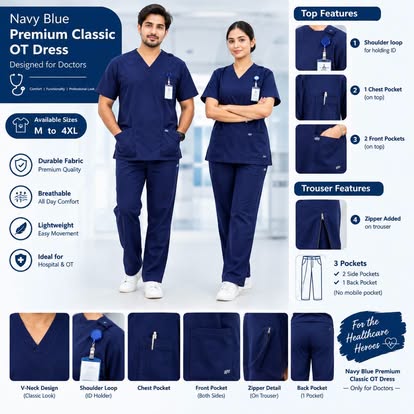 Navy Blue
Premium Classic
OT Dress
Designed for Doctors
Comfort | Functionality | Professional Look
Available Sizes
M to 4XL
Durable Fabric
Premium Quality
Breathable
All Day Comfort
Lightweight
Easy Movement
Ideal for
Hospital & OT
Top Features
1 Shoulder loop
for holding ID
2 1 Chest Pocket
(on top)
3 2 Front Pockets
(on top)
Trouser Features
4 Zipper Added
on trouser
3 Pockets
✓ 2 Side Pockets
✓ 1 Back Pocket
(No mobile pocket)
V-Neck Design
(Classic Look)
Shoulder Loop
(ID Holder)
Chest Pocket
Front Pocket
(Both Sides)
Zipper Detail
(On Trouser)
Back Pocket
(1 Pocket)
For the
Healthcare
Heroes
Navy Blue Premium
Classic OT Dress
— Only for Doctors —